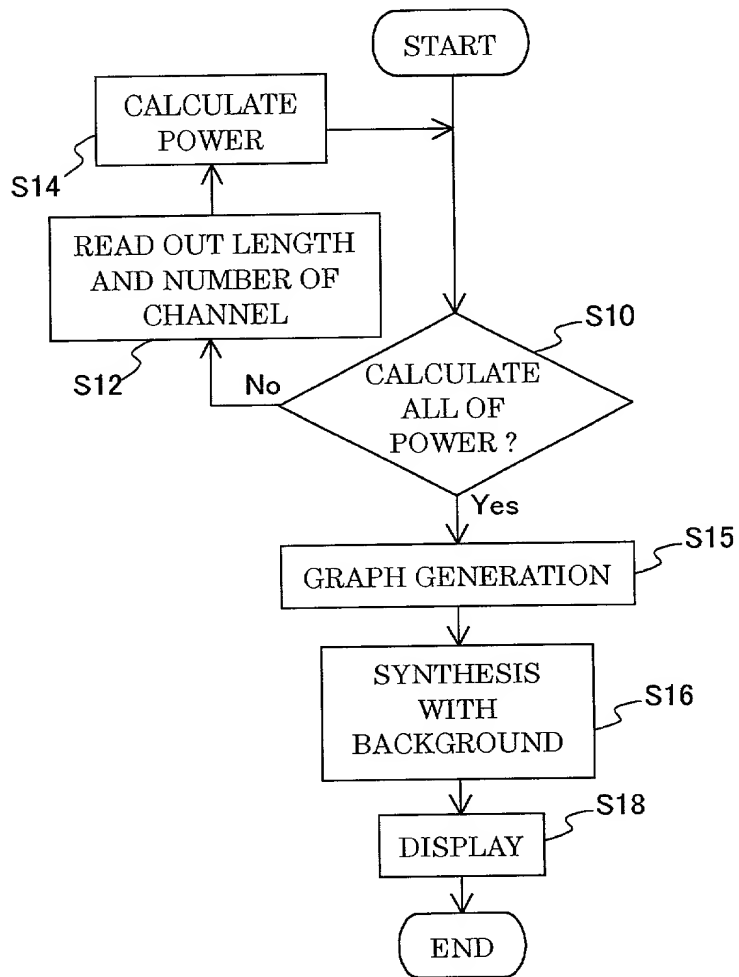 START
CALCULATE
POWER
S14
READ OUT LENGTH
AND NUMBER OF
CHANNEL
S12
No
S10
CALCULATE
ALL OF
POWER ?
Yes
S15
GRAPH GENERATION
SYNTHESIS
WITH
BACKGROUND
S16
S18
DISPLAY
END